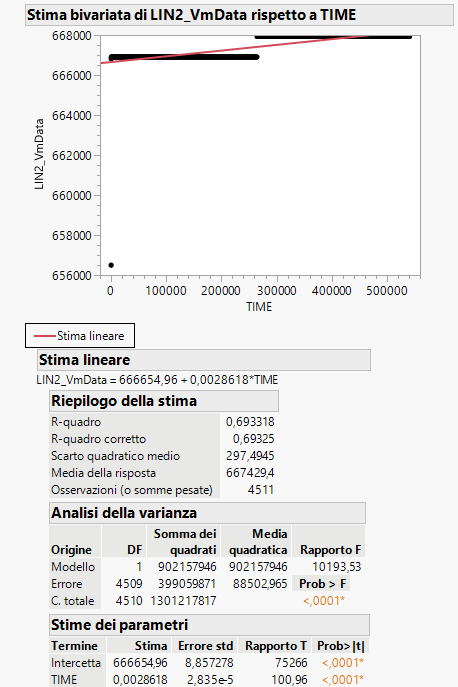 Stima bivariata di LIN2_VmData rispetto a TIME
668000
666000
664000
662000
660000
658000
656000
LIN2_VmData
0 100000 200000 300000 400000 500000
TIME
Stima lineare
Stima lineare
LIN2_VmData = 666654,96 + 0,0028618*TIME
Riepilogo della stima
R-quadro 0,693318
R-quadro corretto 0,69325
Scarto quadratico medio 297,4945
Media della risposta 667429,4
Osservazioni (o somme pesate) 4511
Analisi della varianza
Somma dei Media
Origine DF quadrati quadratica Rapporto F
Modello 1 902157946 902157946 10193,53
Errore 4509 399059871 88502,965 Prob > F
C. totale 4510 1301217817 <,0001*
Stime dei parametri
Termine Stima Errore std Rapporto T Prob>|t|
Intercetta 666654,96 8,857278 75266 <,0001*
TIME 0,0028618 2,835e-5 100,96 <,0001*